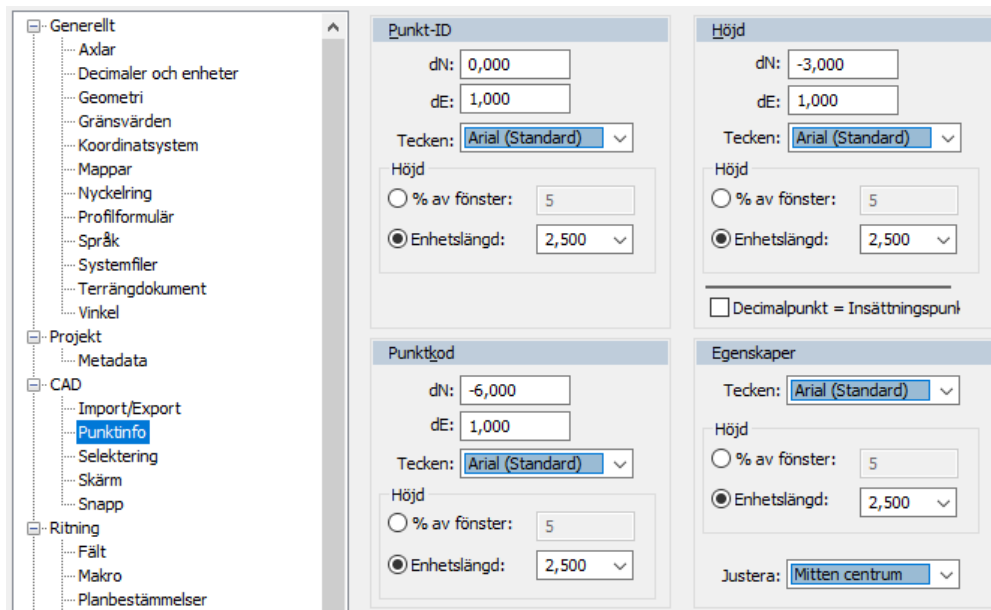 Generellt
Axlar
Decimaler och enheter
Geometri
Gränsvärden
Koordinatsystem
Mappar
Nyckelring
Profilformulär
Språk
Systemfiler
Terrängdokument
Vinkel
Projekt
Metadata
CAD
Import/Export
Punktinfo
Selektering
Skärm
Snapp
Ritning
Fält
Makro
Planbestämmelser
Punkt-ID
dN: 0,000
dE: 1,000
Tecken: Arial (Standard)
Höjd
% av fönster: 5
Enhetslängd: 2,500
Höjd
dN: -3,000
dE: 1,000
Tecken: Arial (Standard)
Höjd
% av fönster: 5
Enhetslängd: 2,500
Decimalpunkt = Insättningspunk
Punktkod
dN: -6,000
dE: 1,000
Tecken: Arial (Standard)
Höjd
% av fönster: 5
Enhetslängd: 2,500
Egenskaper
Tecken: Arial (Standard)
Höjd
% av fönster: 5
Enhetslängd: 2,500
Justera: Mitten centrum